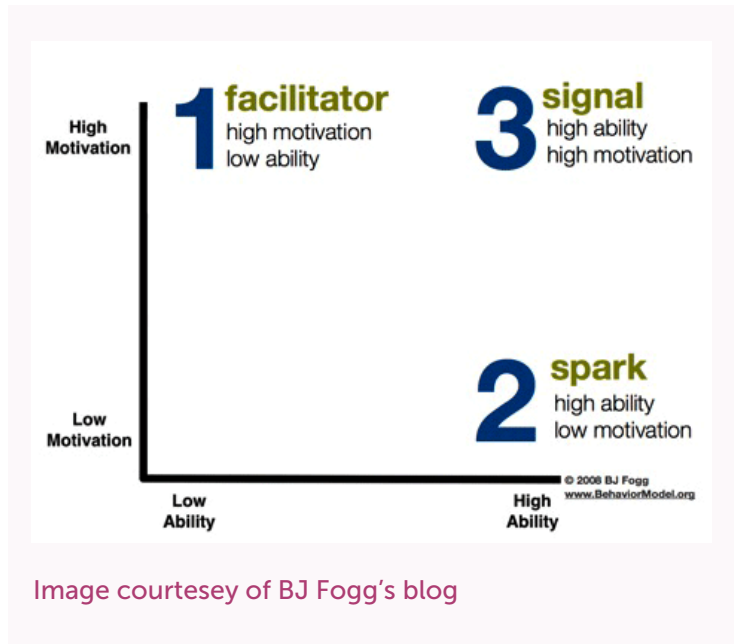 1 facilitator
high motivation
low ability
3 signal
high ability
high motivation
High
Motivation
2 spark
high ability
low motivation
Low
Motivation
© 2008 BJ Fogg
www.BehaviorModel.org
Low
Ability
High
Ability
Image courtesey of BJ Fogg’s blog